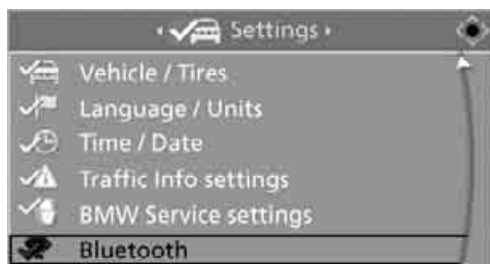 Settings
Vehicle / Tires
Language / Units
Time / Date
Traffic Info settings
BMW Service settings
Bluetooth